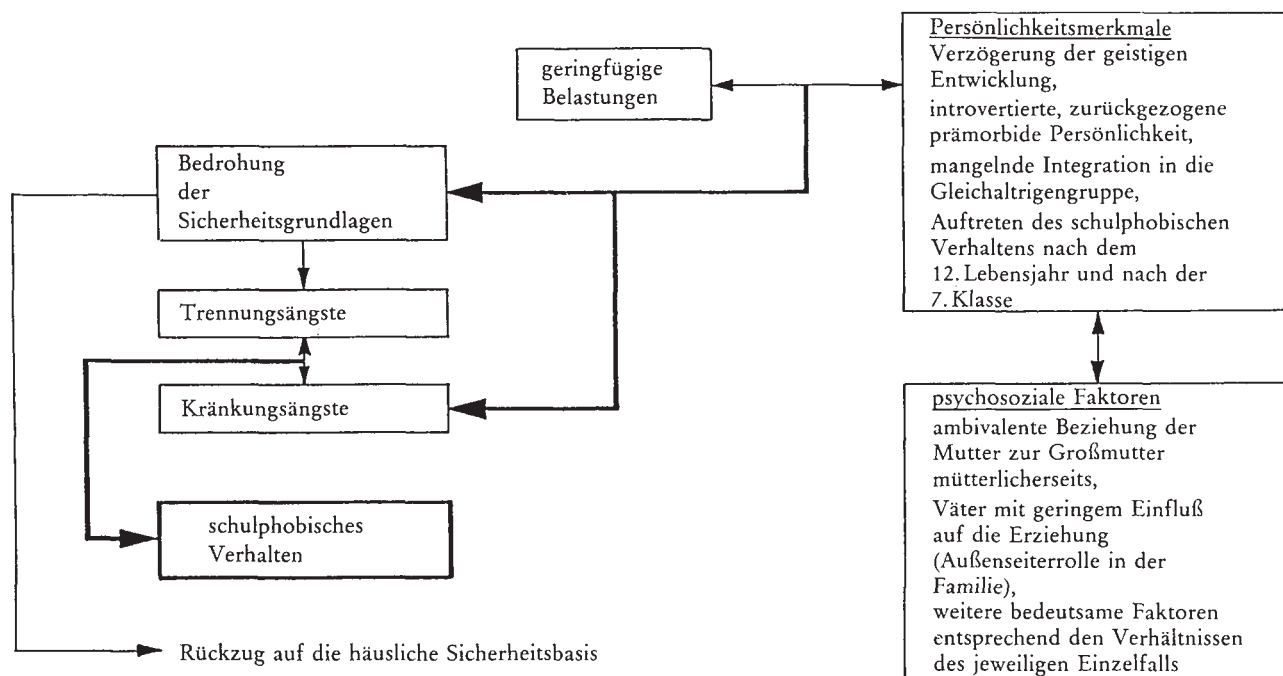 geringfügige
Belastungen
Persönlichkeitsmerkmale
Verzögerung der geistigen
Entwicklung,
introvertierte, zurückgezogene
prämorbide Persönlichkeit,
mangelnde Integration in die
Gleichaltrigengruppe,
Auftreten des schulphobischen
Verhaltens nach dem
12. Lebensjahr und nach der
7. Klasse
Bedrohung
der
Sicherheitsgrundlagen
Trennungsängste
Kränkungsängste
schulphobisches
Verhalten
Rückzug auf die häusliche Sicherheitsbasis
psychosoziale Faktoren
ambivalente Beziehung der
Mutter zur Großmutter
mütterlicherseits,
Väter mit geringem Einfluß
auf die Erziehung
(Außenseiterrolle in der
Familie),
weitere bedeutsame Faktoren
entsprechend den Verhältnissen
des jeweiligen Einzelfalls